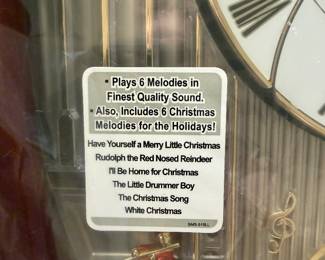 • Plays 6 Melodies in
Finest Quality Sound.
• Also, Includes 6 Christmas
Melodies for the Holidays!
Have Yourself a Merry Little Christmas
Rudolph the Red Nosed Reindeer
I'll Be Home for Christmas
The Little Drummer Boy
The Christmas Song
White Christmas